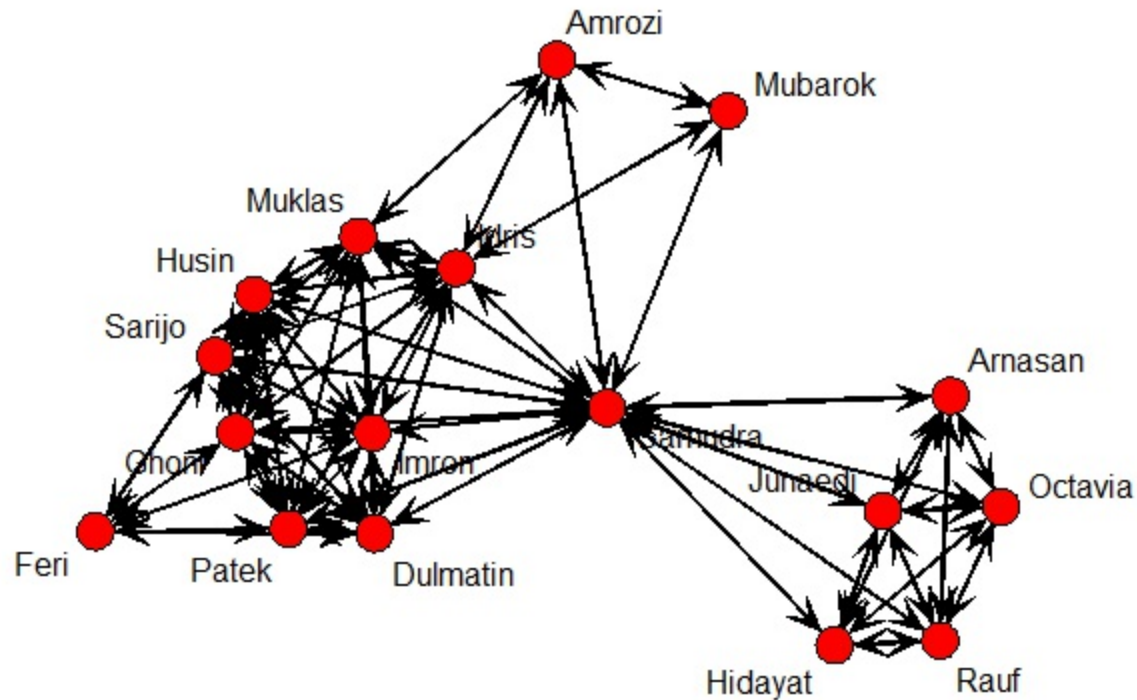 Amrozi
Mubarok
Muklas
Idris
Husin
Sarijo
Arnasan
Samudra
Ghoni
Imron
Junaedi
Octavia
Feri
Patek
Dulmatin
Hidayat
Rauf